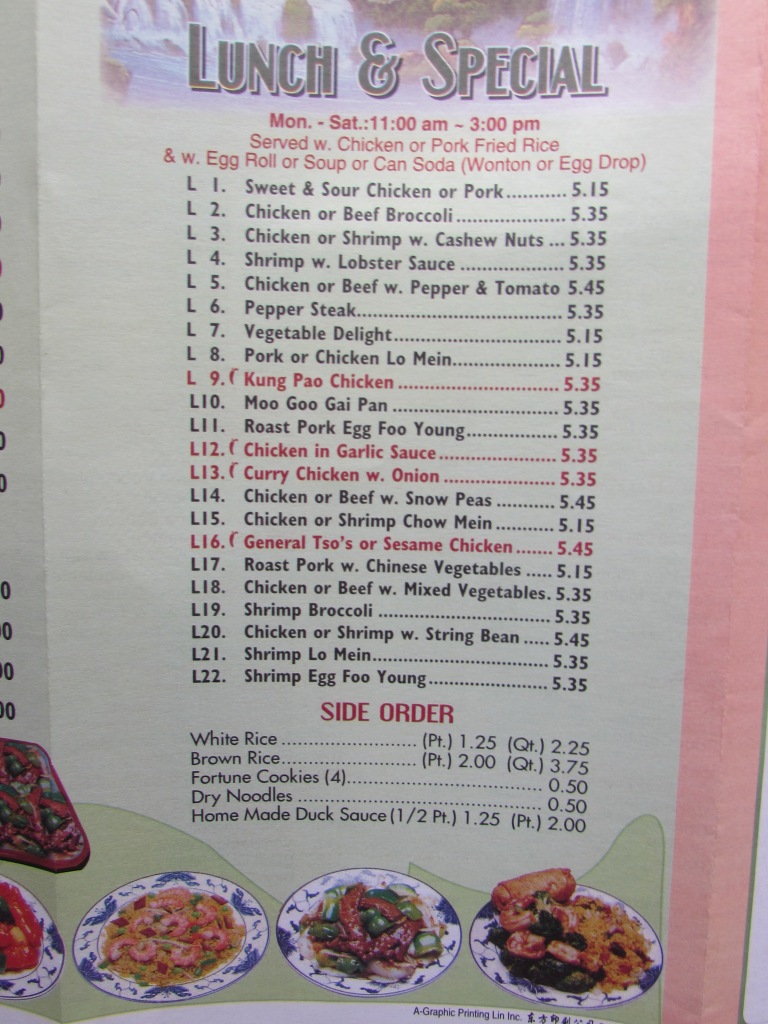 LUNCH & SPECIAL
Mon. - Sat.:11:00 am ~ 3:00 pm
Served w. Chicken or Pork Fried Rice
& w. Egg Roll or Soup or Can Soda (Wonton or Egg Drop)
L 1. Sweet & Sour Chicken or Pork........... 5.15
L 2. Chicken or Beef Broccoli..................... 5.35
L 3. Chicken or Shrimp w. Cashew Nuts ... 5.35
L 4. Shrimp w. Lobster Sauce .................... 5.35
L 5. Chicken or Beef w. Pepper & Tomato 5.45
L 6. Pepper Steak....................................... 5.35
L 7. Vegetable Delight................................ 5.15
L 8. Pork or Chicken Lo Mein.................... 5.15
L 9. Kung Pao Chicken .............................. 5.35
L10. Moo Goo Gai Pan ............................... 5.35
L11. Roast Pork Egg Foo Young................. 5.35
L12. Chicken in Garlic Sauce...................... 5.35
L13. Curry Chicken w. Onion ..................... 5.35
L14. Chicken or Beef w. Snow Peas ........... 5.45
L15. Chicken or Shrimp Chow Mein ........... 5.15
L16. General Tso's or Sesame Chicken....... 5.45
L17. Roast Pork w. Chinese Vegetables ..... 5.15
L18. Chicken or Beef w. Mixed Vegetables. 5.35
L19. Shrimp Broccoli .................................. 5.35
L20. Chicken or Shrimp w. String Bean ..... 5.45
L21. Shrimp Lo Mein................................... 5.35
L22. Shrimp Egg Foo Young....................... 5.35
SIDE ORDER
White Rice ......................... (Pt.) 1.25 (Qt.) 2.25
Brown Rice......................... (Pt.) 2.00 (Qt.) 3.75
Fortune Cookies (4).................................... 0.50
Dry Noodles ............................................. 0.50
Home Made Duck Sauce (1/2 Pt.) 1.25 (Pt.) 2.00
A-Graphic Printing Lin Inc. 东方印刷